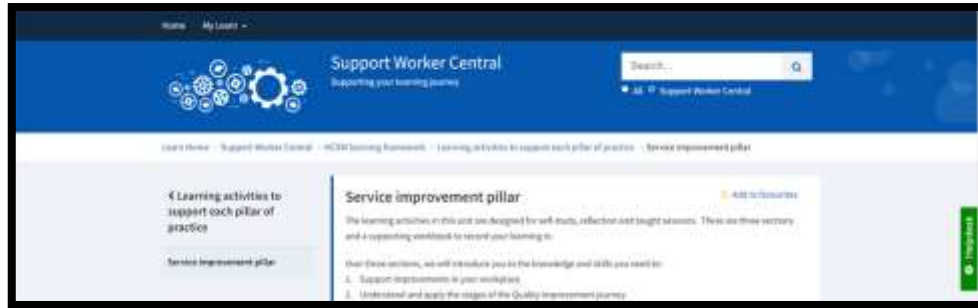 Home My Learn
Support Worker Central
Supporting your learning journey
Search...
All Support Worker Central
Learn Home Support Worker Central HCSW learning framework Learning activities to support each pillar of practice Service improvement pillar
Learning activities to
support each pillar of
practice
Service improvement pillar
Service improvement pillar
Add to favourites
The learning activities in this unit are designed for self-study, reflection and taught sessions. There are three sections
and a supporting workbook to record your learning in.
Over these sections, we will introduce you to the knowledge and skills you need to:
1. Support improvements in your workplace
2. Understand and apply the stages of the Quality Improvement journey
Helpdesk